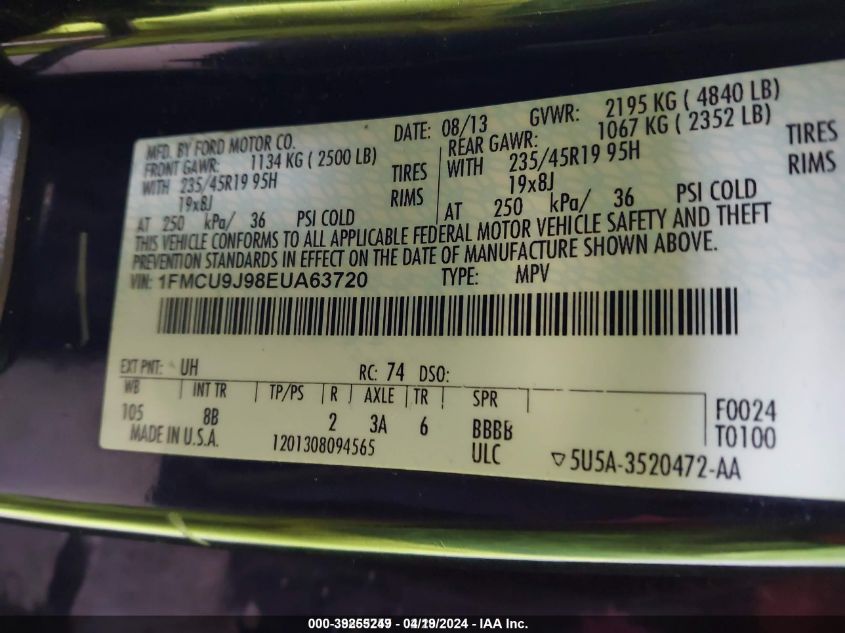 MFD. BY FORD MOTOR CO. DATE: 08/13 GVWR: 2195 KG ( 4840 LB)
FRONT GAWR: 1134 KG ( 2500 LB) REAR GAWR: 1067 KG ( 2352 LB)
WITH 235/45R19 95H TIRES WITH 235/45R19 95H TIRES
19x8J RIMS 19x8J RIMS
AT 250 kPa/ 36 PSI COLD AT 250 kPa/ 36 PSI COLD
THIS VEHICLE CONFORMS TO ALL APPLICABLE FEDERAL MOTOR VEHICLE SAFETY AND THEFT
PREVENTION STANDARDS IN EFFECT ON THE DATE OF MANUFACTURE SHOWN ABOVE.
VIN: 1FMCU9J98EUA63720 TYPE: MPV
EXT PNT: UH RC: 74 DSO:
WB INT TR TP/PS R AXLE TR SPR
105 8B 2 3A 6 BBBB F0024
MADE IN U.S.A. 1201308094565 ULC ▽5U5A-3520472-AA T0100
- IAA Inc.